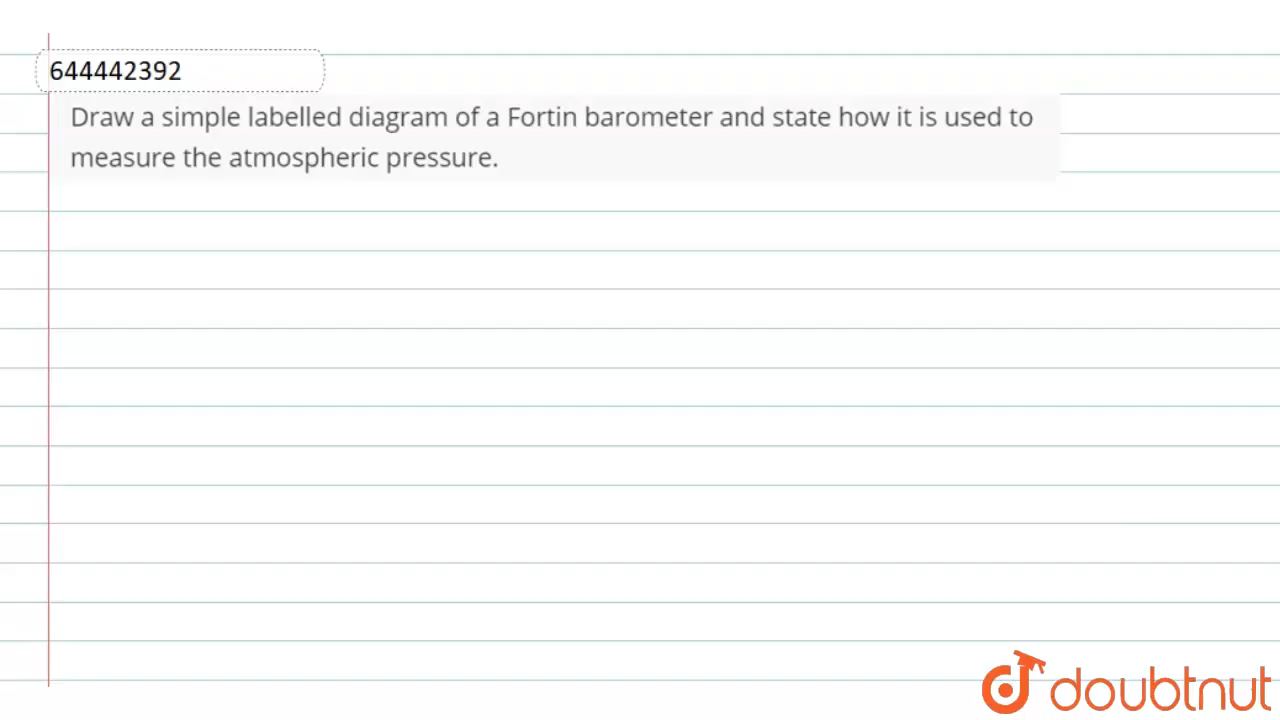 644442392
Draw a simple labelled diagram of a Fortin barometer and state how it is used to
measure the atmospheric pressure.
doubtnut